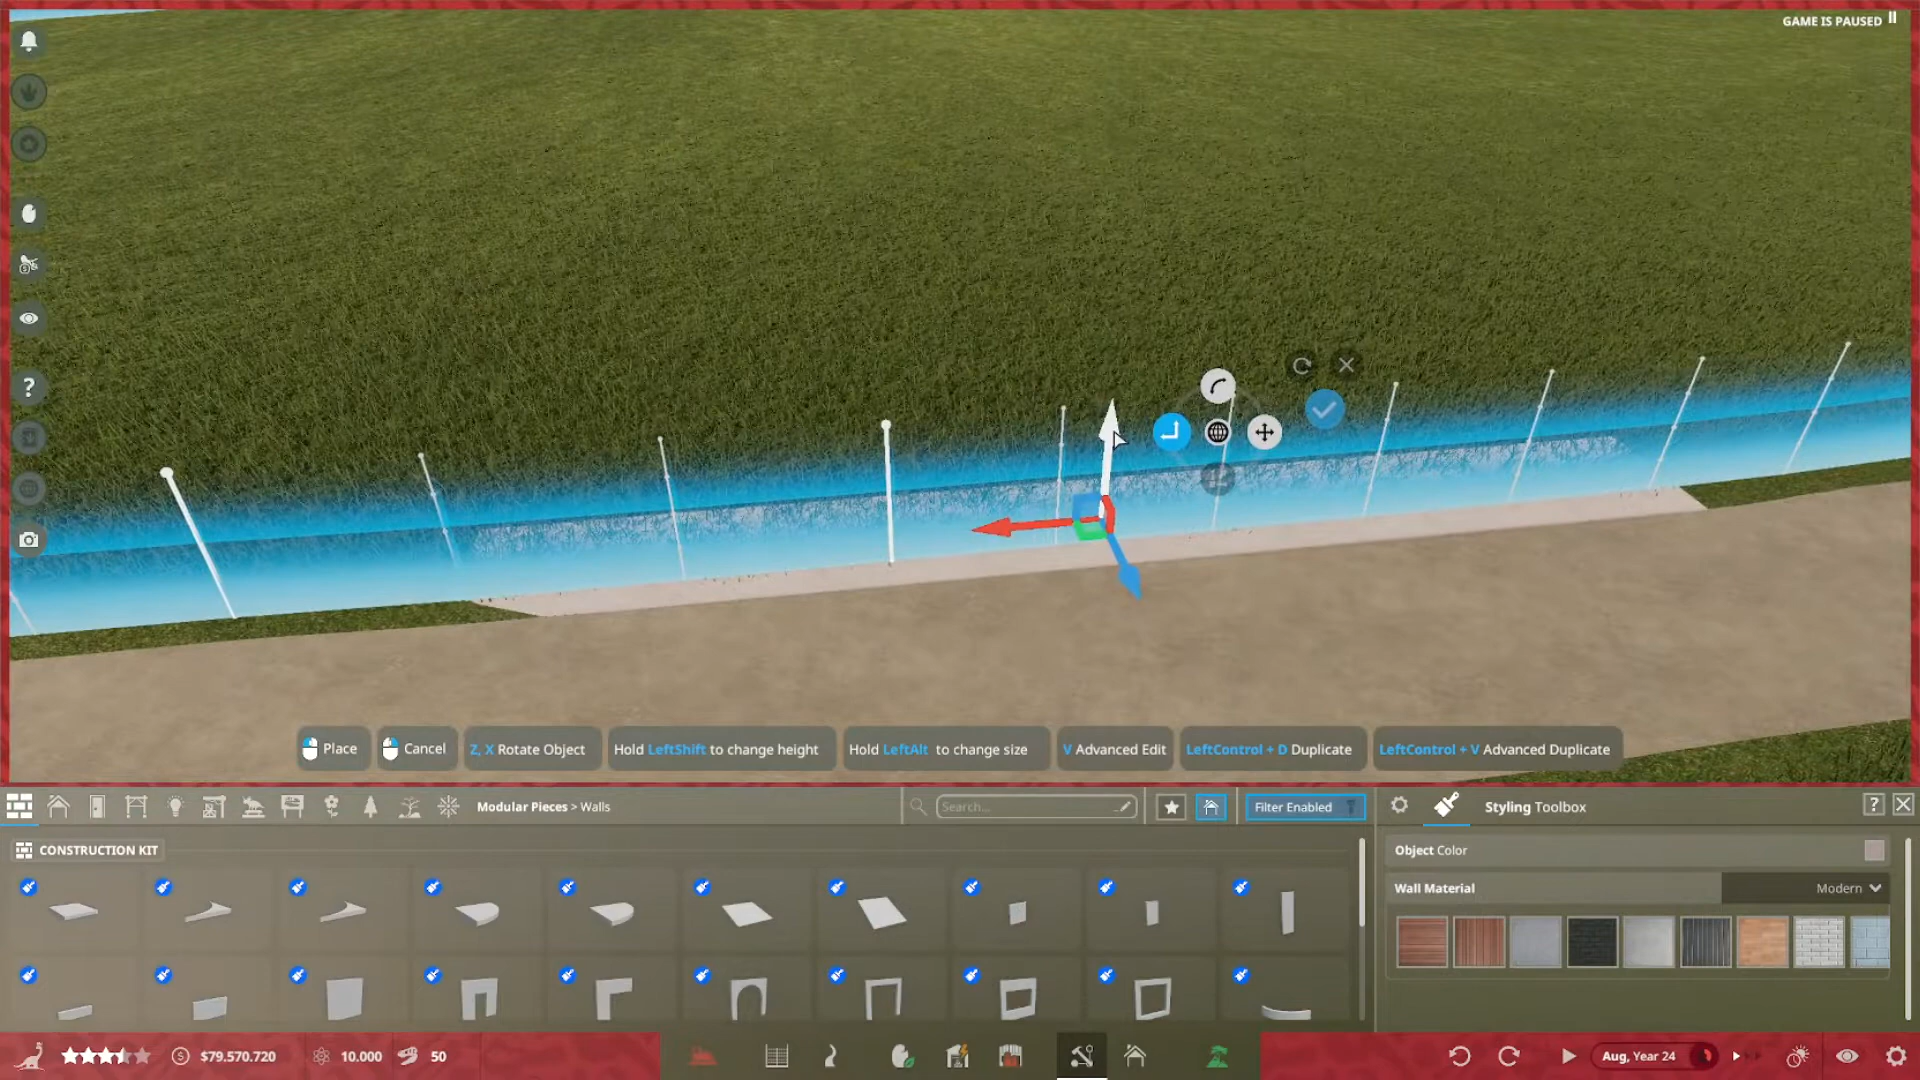 GAME IS PAUSED
?
Place
Cancel
Z, X Rotate Object
Hold LeftShift to change height
Hold LeftAlt to change size
V Advanced Edit
LeftControl + D Duplicate
LeftControl + V Advanced Duplicate
Modular Pieces > Walls
Search...
Filter Enabled
Styling Toolbox
?
CONSTRUCTION KIT
Object Color
Wall Material
Modern
$79.570.720
10.000
50
Aug, Year 24